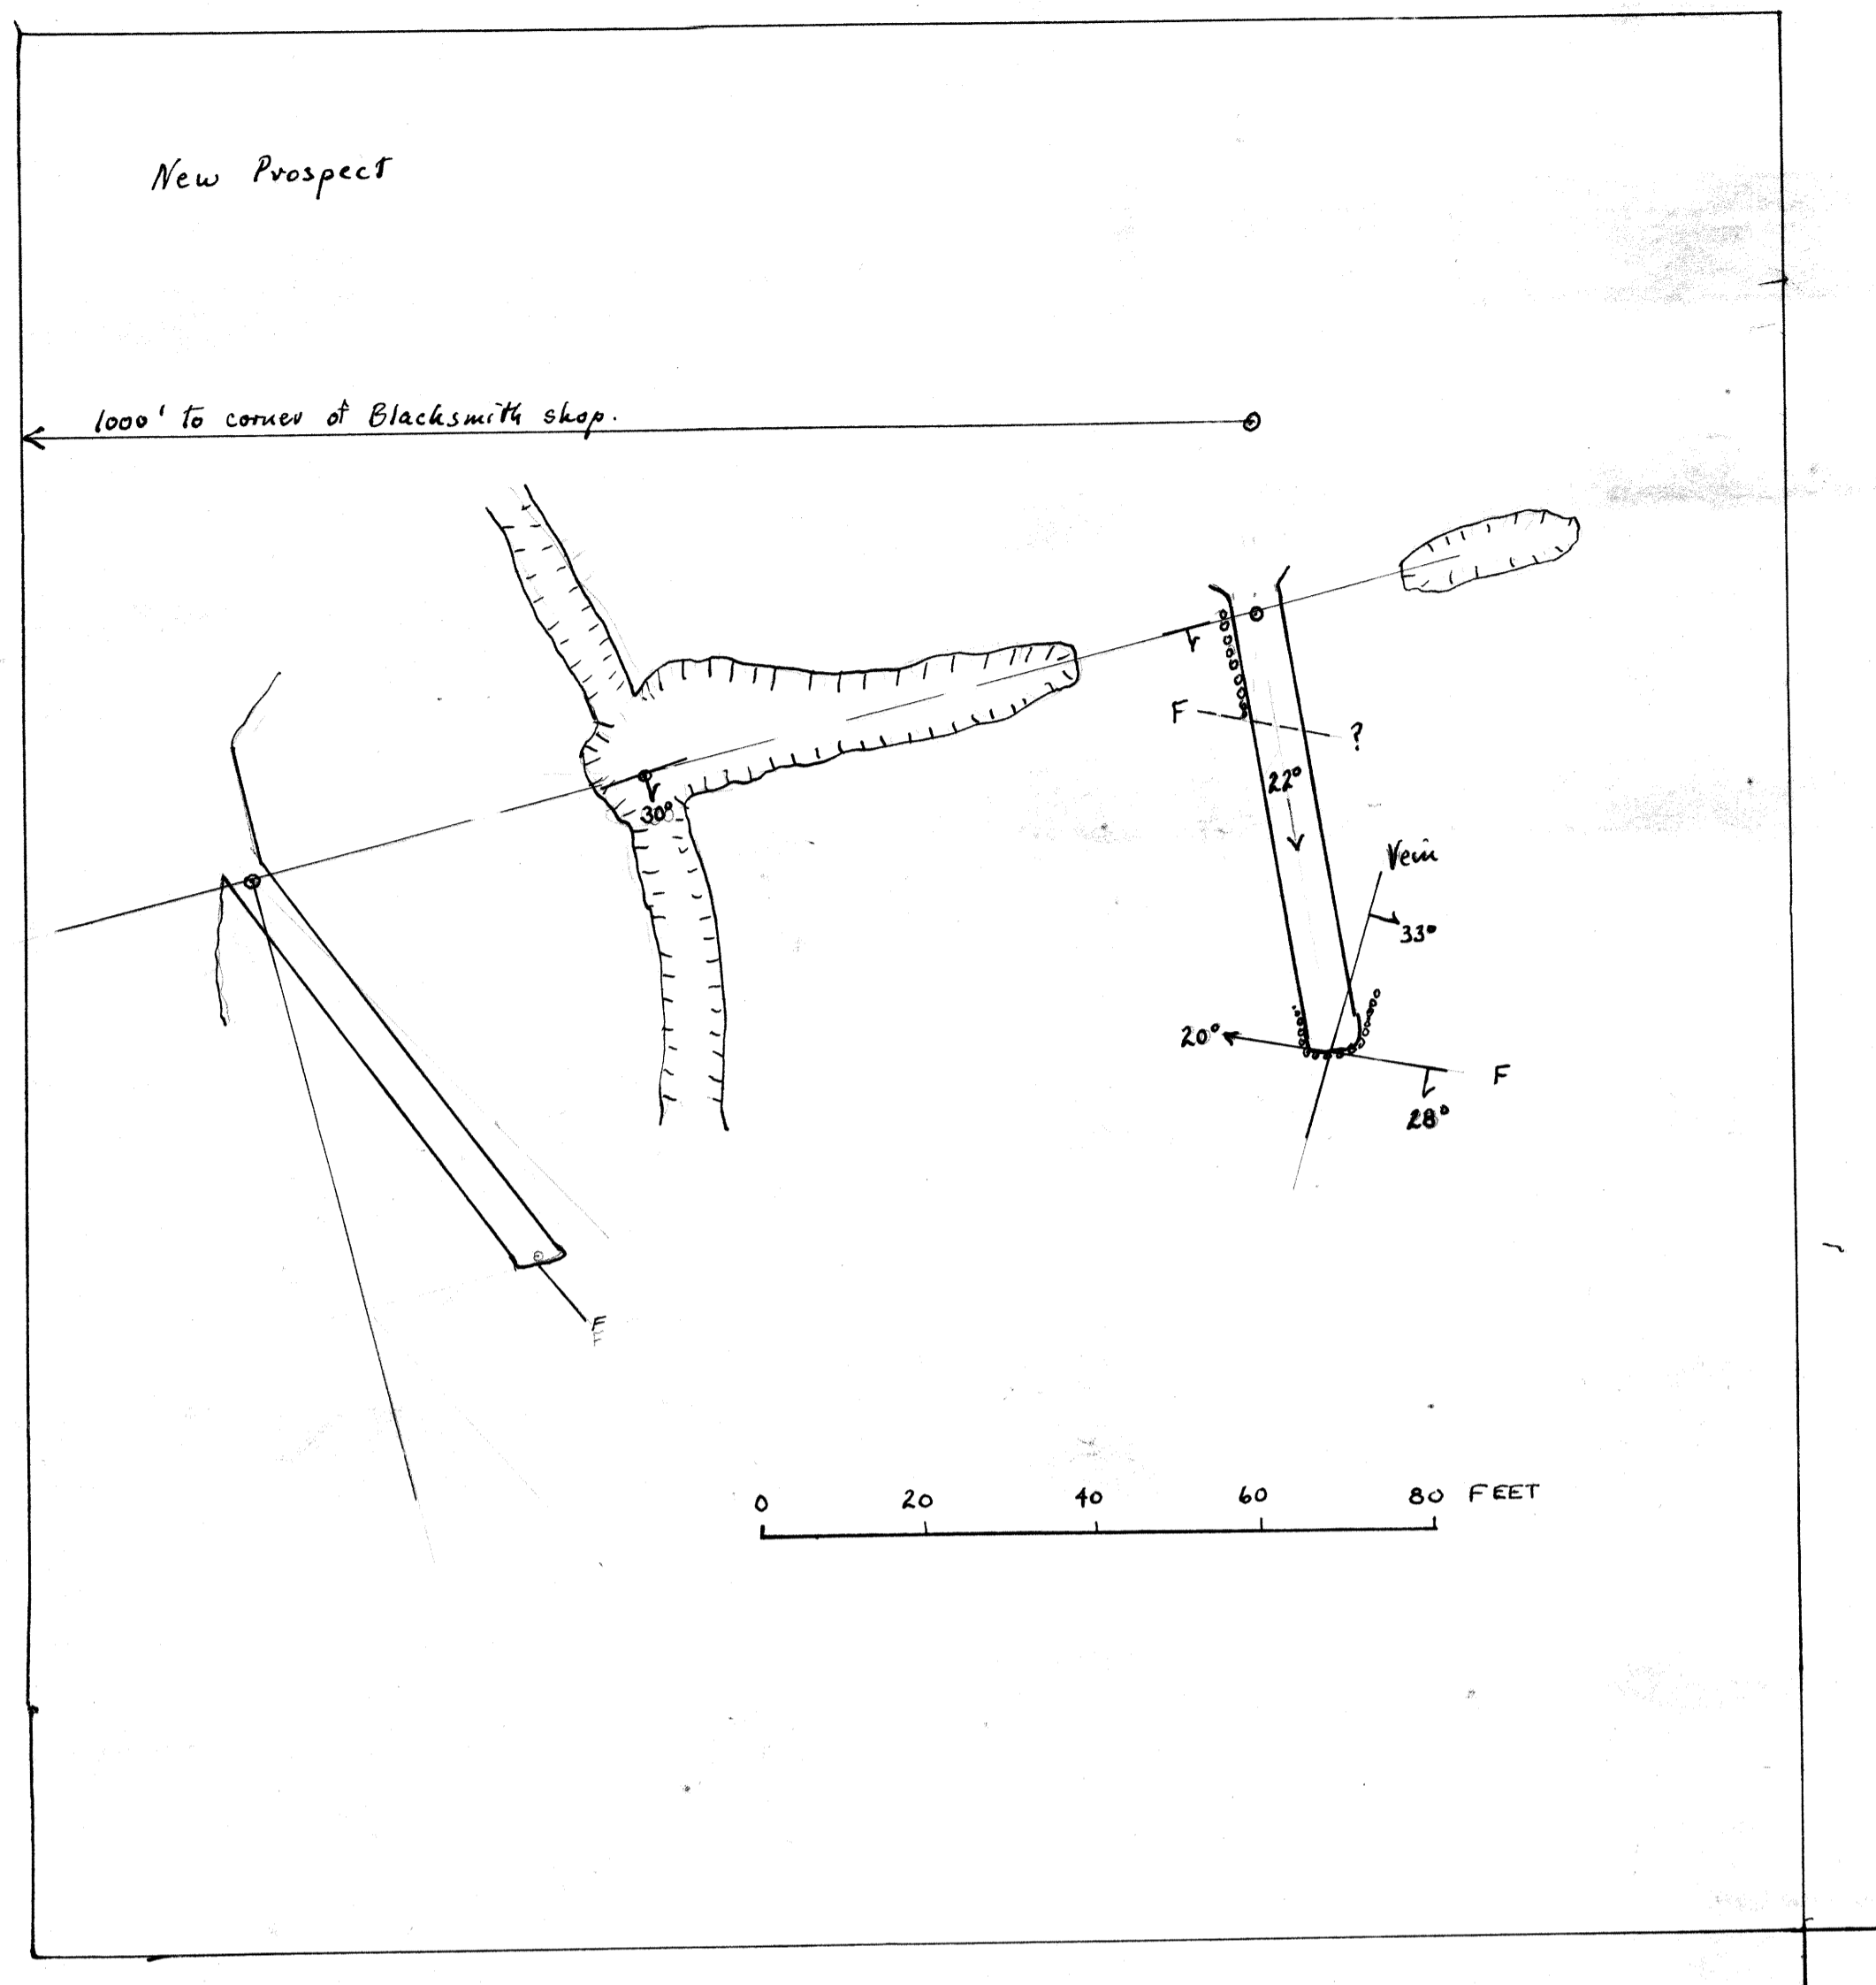 New Prospect
1000' to corner of Blacksmith shop.
F
?
22°
30°
Vein
33°
20°
F
28°
F
F
0 20 40 60 80 FEET